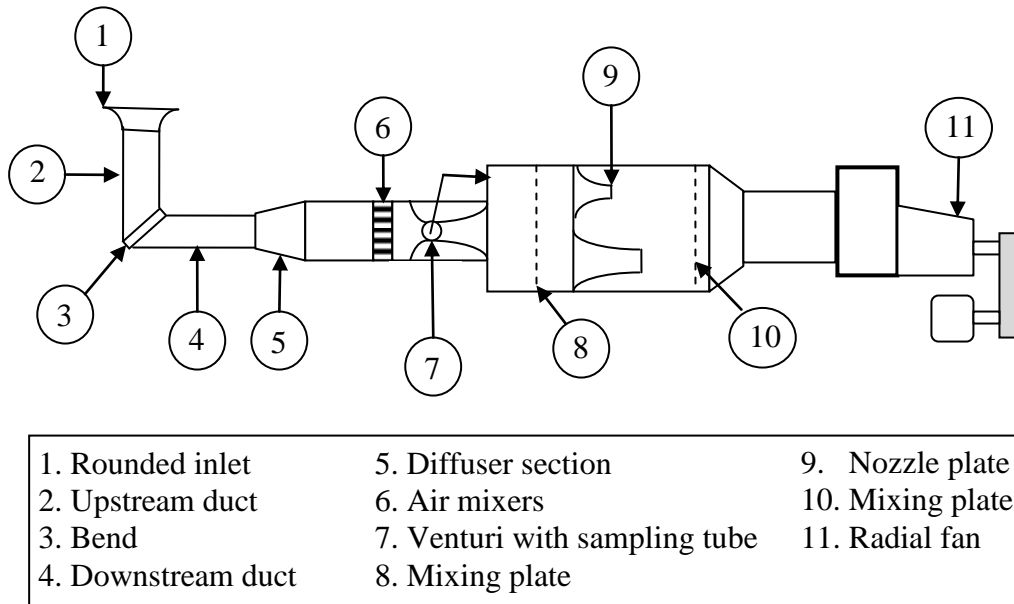 1
2
3
4
5
6
7
8
9
10
11
1. Rounded inlet
2. Upstream duct
3. Bend
4. Downstream duct
5. Diffuser section
6. Air mixers
7. Venturi with sampling tube
8. Mixing plate
9. Nozzle plate
10. Mixing plate
11. Radial fan